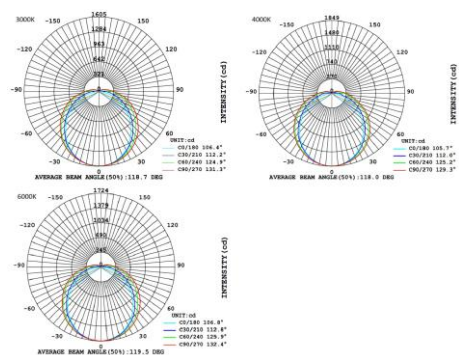 3000K
-/+180
1605
1284
963
642
321
0
-150
150
-120
120
-90
90
-60
60
-30
30
INTENSITY(cd)
UNIT:cd
C0/180 106.4°
C30/210 112.2°
C60/240 124.9°
C90/270 131.3°
AVERAGE BEAM ANGLE(50%):118.7 DEG
4000K
-/+180
1849
1480
1110
740
370
0
-150
150
-120
120
-90
90
-60
60
-30
30
INTENSITY(cd)
UNIT:cd
C0/180 105.7°
C30/210 112.0°
C60/240 125.2°
C90/270 129.3°
AVERAGE BEAM ANGLE(50%):118.0 DEG
6000K
-/+180
1724
1379
1034
690
345
0
-150
150
-120
120
-90
90
-60
60
-30
30
INTENSITY(cd)
UNIT:cd
C0/180 106.8°
C30/210 112.8°
C60/240 129.9°
C90/270 132.4°
AVERAGE BEAM ANGLE(50%):119.5 DEG